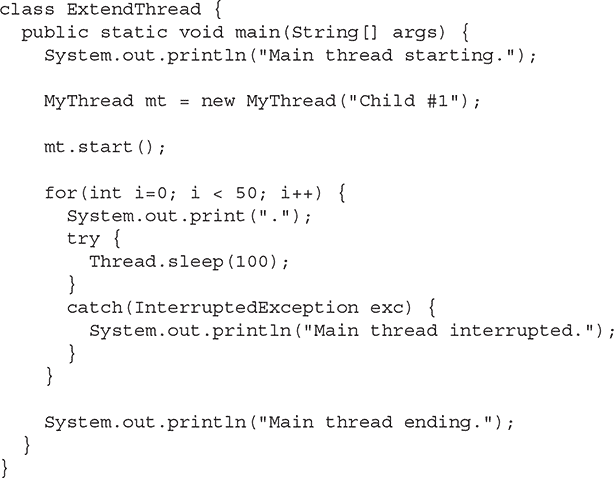 class ExtendThread {
  public static void main(String[] args) {
    System.out.println("Main thread starting.");

    MyThread mt = new MyThread("Child #1");

    mt.start();

    for(int i=0; i < 50; i++) {
      System.out.print(".");
      try {
        Thread.sleep(100);
      }
      catch(InterruptedException exc) {
        System.out.println("Main thread interrupted.");
      }
    }

    System.out.println("Main thread ending.");
  }
}